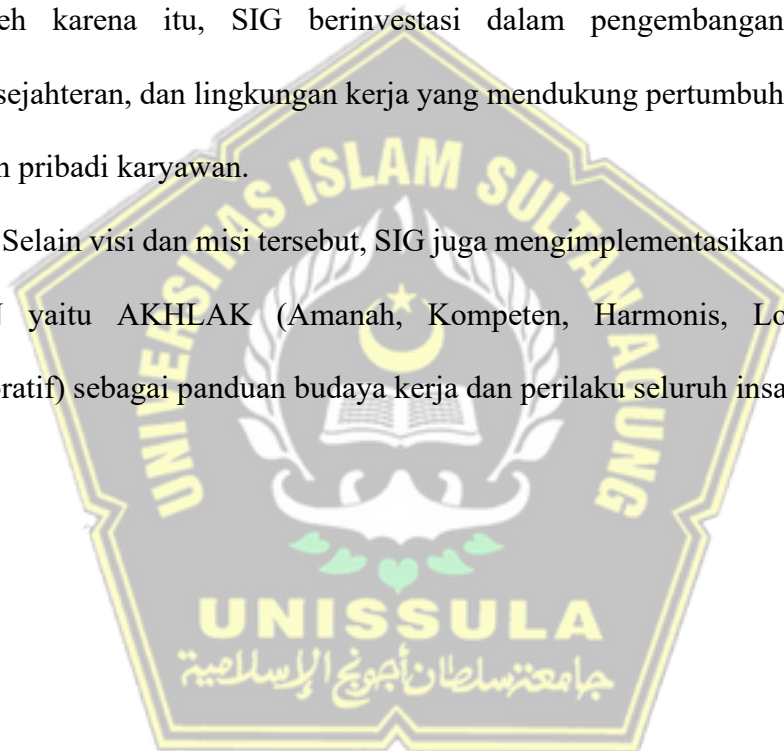 eh karena itu, SIG berinvestasi dalam pengembangan
sejahteran, dan lingkungan kerja yang mendukung pertumbuh
n pribadi karyawan.
Selain visi dan misi tersebut, SIG juga mengimplementasikan
yaitu AKHLAK (Amanah, Kompeten, Harmonis, Lo
oratif) sebagai panduan budaya kerja dan perilaku seluruh insa
UNIVERSITAS ISLAM SULTAN AGUNG
UNISSULA
جامعة سلطان أجونج الإسلامية